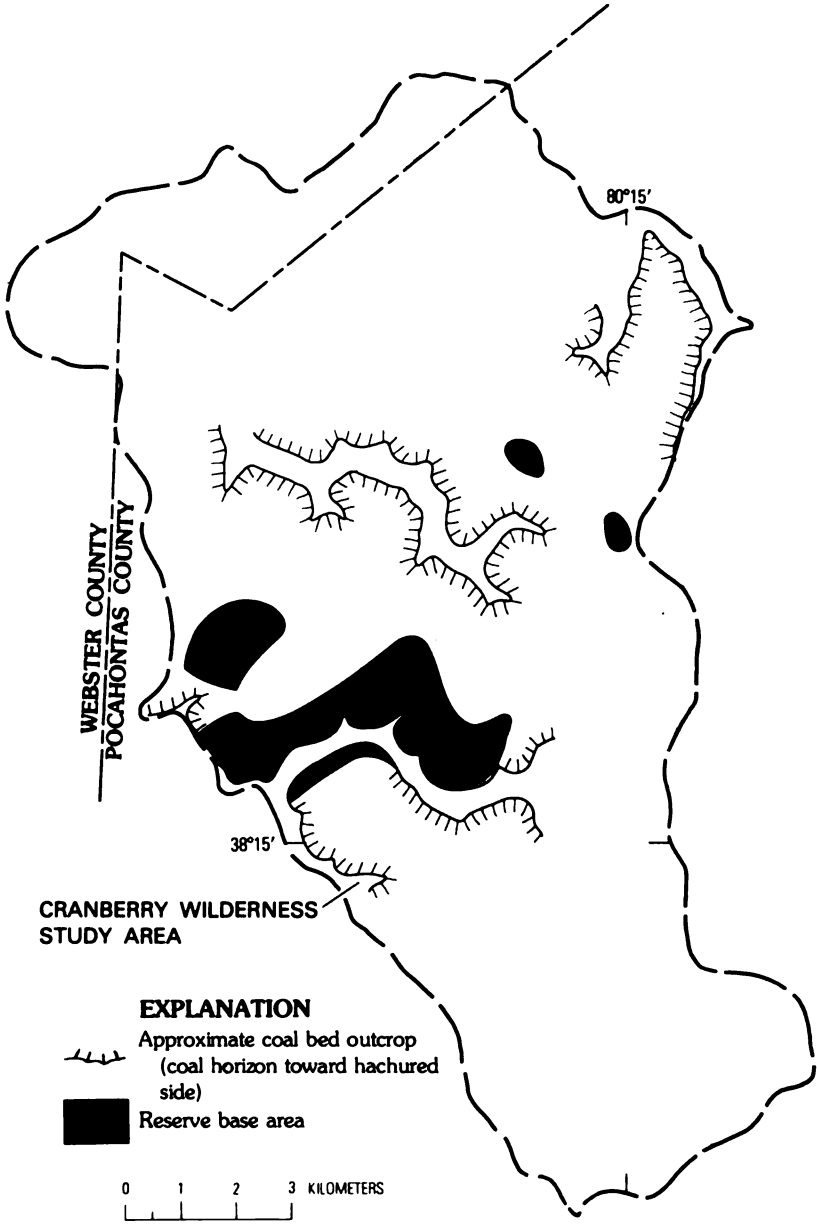 80°15′
WEBSTER COUNTY
POCAHONTAS COUNTY
38°15′
CRANBERRY WILDERNESS
STUDY AREA
EXPLANATION
Approximate coal bed outcrop
(coal horizon toward hachured
side)
Reserve base area
0 1 2 3 KILOMETERS